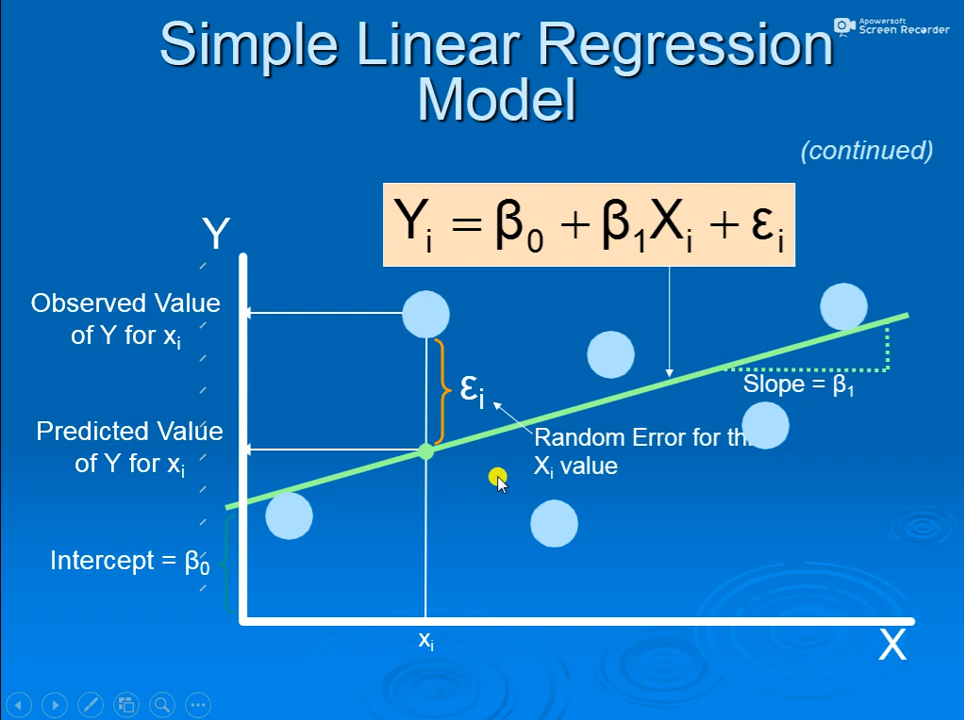 Apowersoft
Screen Recorder
Simple Linear Regression
Model
(continued)
Yᵢ = β₀ + β₁Xᵢ + εᵢ
Y
Observed Value
of Y for xᵢ
εᵢ
Slope = β₁
Predicted Value
of Y for xᵢ
Random Error for
Xᵢ value
Intercept = β₀
xᵢ
X